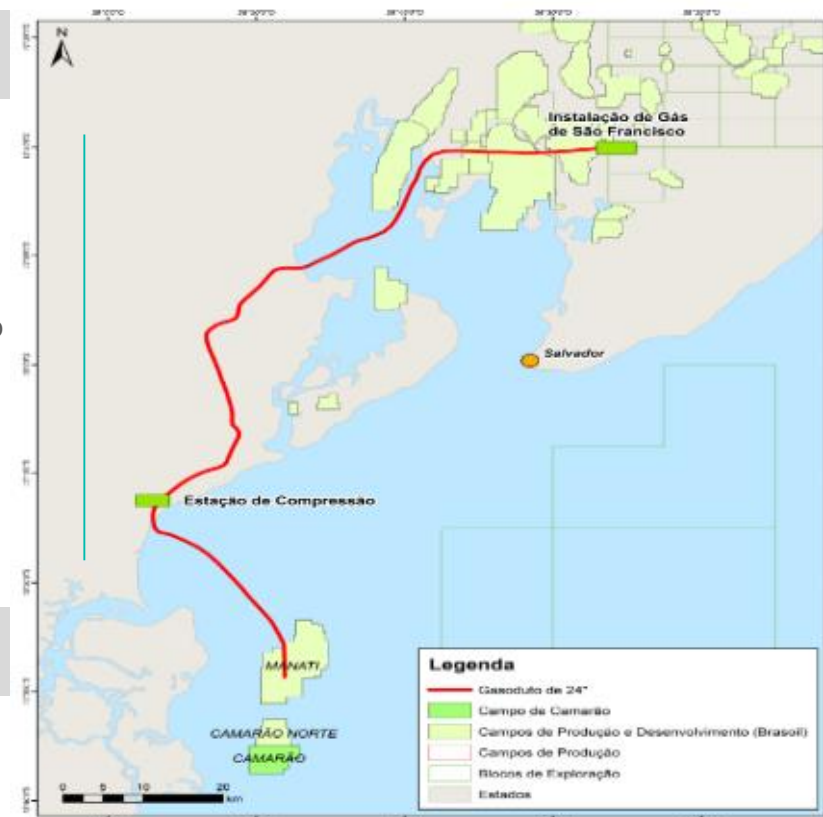 N
Instalação de Gás
de São Francisco
Salvador
Estação de Compressão
MANATI
CAMARÃO NORTE
CAMARÃO
0 5 10 20
km
Legenda
Gasoduto de 24"
Campo de Camarão
Campos de Produção e Desenvolvimento (Brasoil)
Campos de Produção
Blocos de Exploração
Estados